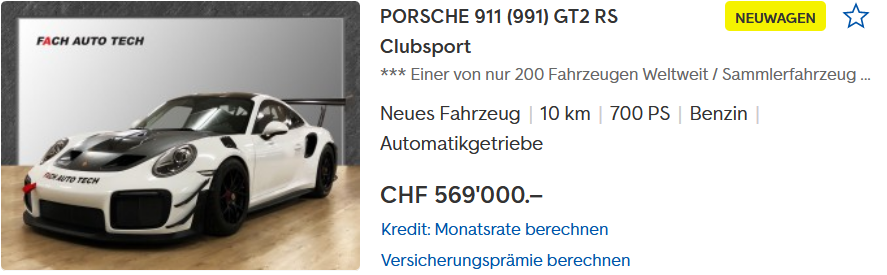 FACH AUTO TECH
FACH AUTO TECH
PORSCHE 911 (991) GT2 RS
Clubsport
NEUWAGEN
*** Einer von nur 200 Fahrzeugen Weltweit / Sammlerfahrzeug ...
Neues Fahrzeug | 10 km | 700 PS | Benzin |
Automatikgetriebe
CHF 569'000.–
Kredit: Monatsrate berechnen
Versicherungsprämie berechnen